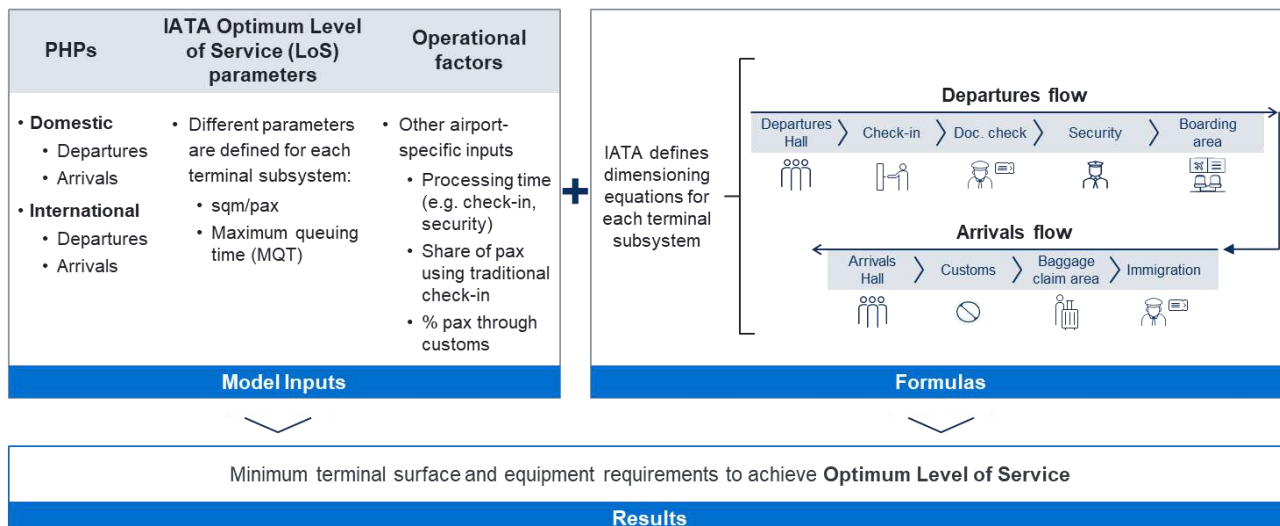 PHPs
IATA Optimum Level
of Service (LoS)
parameters
Operational
factors
• Domestic
• Departures
• Arrivals
• International
• Departures
• Arrivals
• Different parameters
are defined for each
terminal subsystem:
• sqm/pax
• Maximum queuing
time (MQT)
• Other airport-
specific inputs
• Processing time
(e.g. check-in,
security)
• Share of pax
using traditional
check-in
• % pax through
customs
Model Inputs
+
IATA defines
dimensioning
equations for
each terminal
subsystem
Departures flow
Departures
Hall
Check-in
Doc. check
Security
Boarding
area
Arrivals flow
Arrivals
Hall
Customs
Baggage
claim area
Immigration
Formulas
Minimum terminal surface and equipment requirements to achieve Optimum Level of Service
Results